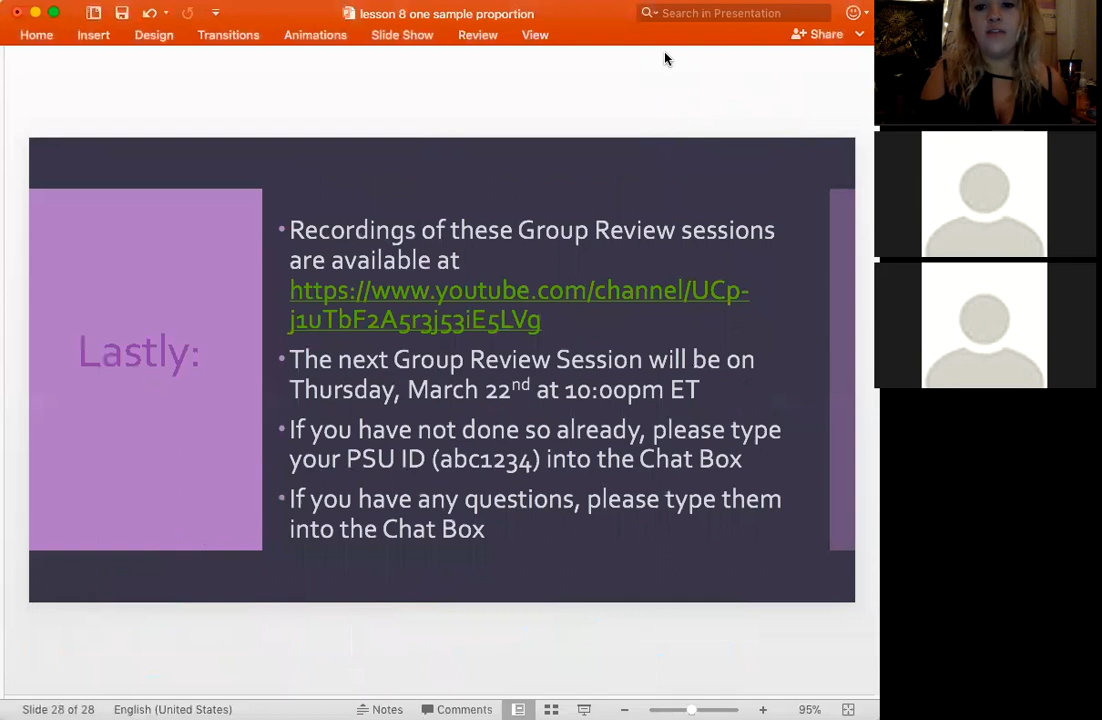 lesson 8 one sample proportion
Search in Presentation
Home Insert Design Transitions Animations Slide Show Review View
Share
Lastly:
• Recordings of these Group Review sessions
are available at
https://www.youtube.com/channel/UCp-
j1uTbF2A5r3j53iE5LVg
• The next Group Review Session will be on
Thursday, March 22nd at 10:00pm ET
• If you have not done so already, please type
your PSU ID (abc1234) into the Chat Box
• If you have any questions, please type them
into the Chat Box
Slide 28 of 28 English (United States) Notes Comments 95%